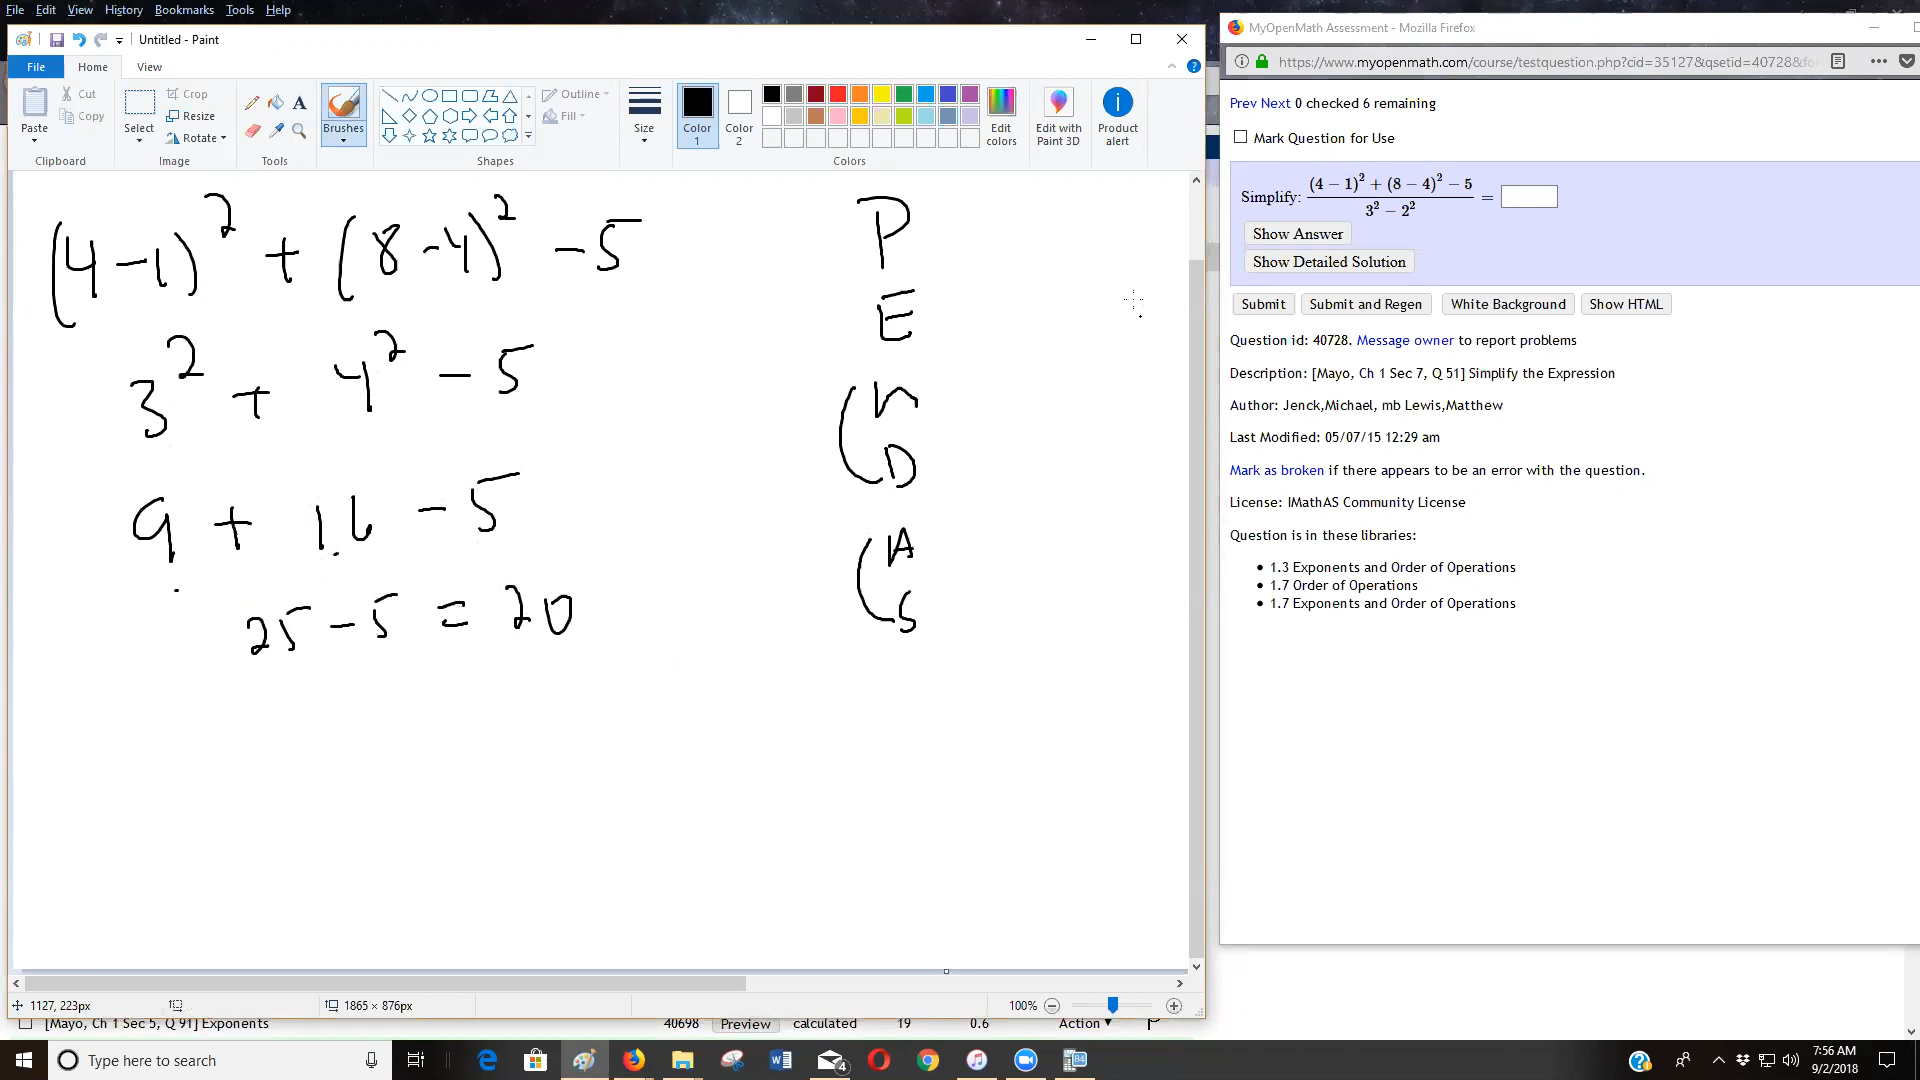 File Edit View History Bookmarks Tools Help
Untitled - Paint
File Home View
Paste Cut Copy Clipboard
Select Crop Resize Rotate Image
Tools
Brushes
Shapes
Outline Fill
Size
Color 1 Color 2
Colors
Edit colors
Edit with Paint 3D
Product alert
(4-1)² + (8-4)² - 5
3² + 4² - 5
9 + 16 - 5
25 - 5 = 20
P
E
M
D
A
S
1127, 223px 1865 × 876px 100%
[Mayo, Ch 1 Sec 5, Q 91] Exponents 40698 Preview calculated 19 0.6 Action
MyOpenMath Assessment - Mozilla Firefox
https://www.myopenmath.com/course/testquestion.php?cid=35127&qsetid=40728&for
Prev Next 0 checked 6 remaining
Mark Question for Use
Simplify: ((4 − 1)² + (8 − 4)² − 5)/(3² − 2²) =
Show Answer
Show Detailed Solution
Submit Submit and Regen White Background Show HTML
Question id: 40728. Message owner to report problems
Description: [Mayo, Ch 1 Sec 7, Q 51] Simplify the Expression
Author: Jenck,Michael, mb Lewis,Matthew
Last Modified: 05/07/15 12:29 am
Mark as broken if there appears to be an error with the question.
License: IMathAS Community License
Question is in these libraries:
• 1.3 Exponents and Order of Operations
• 1.7 Order of Operations
• 1.7 Exponents and Order of Operations
Type here to search
4
84
7:56 AM
9/2/2018